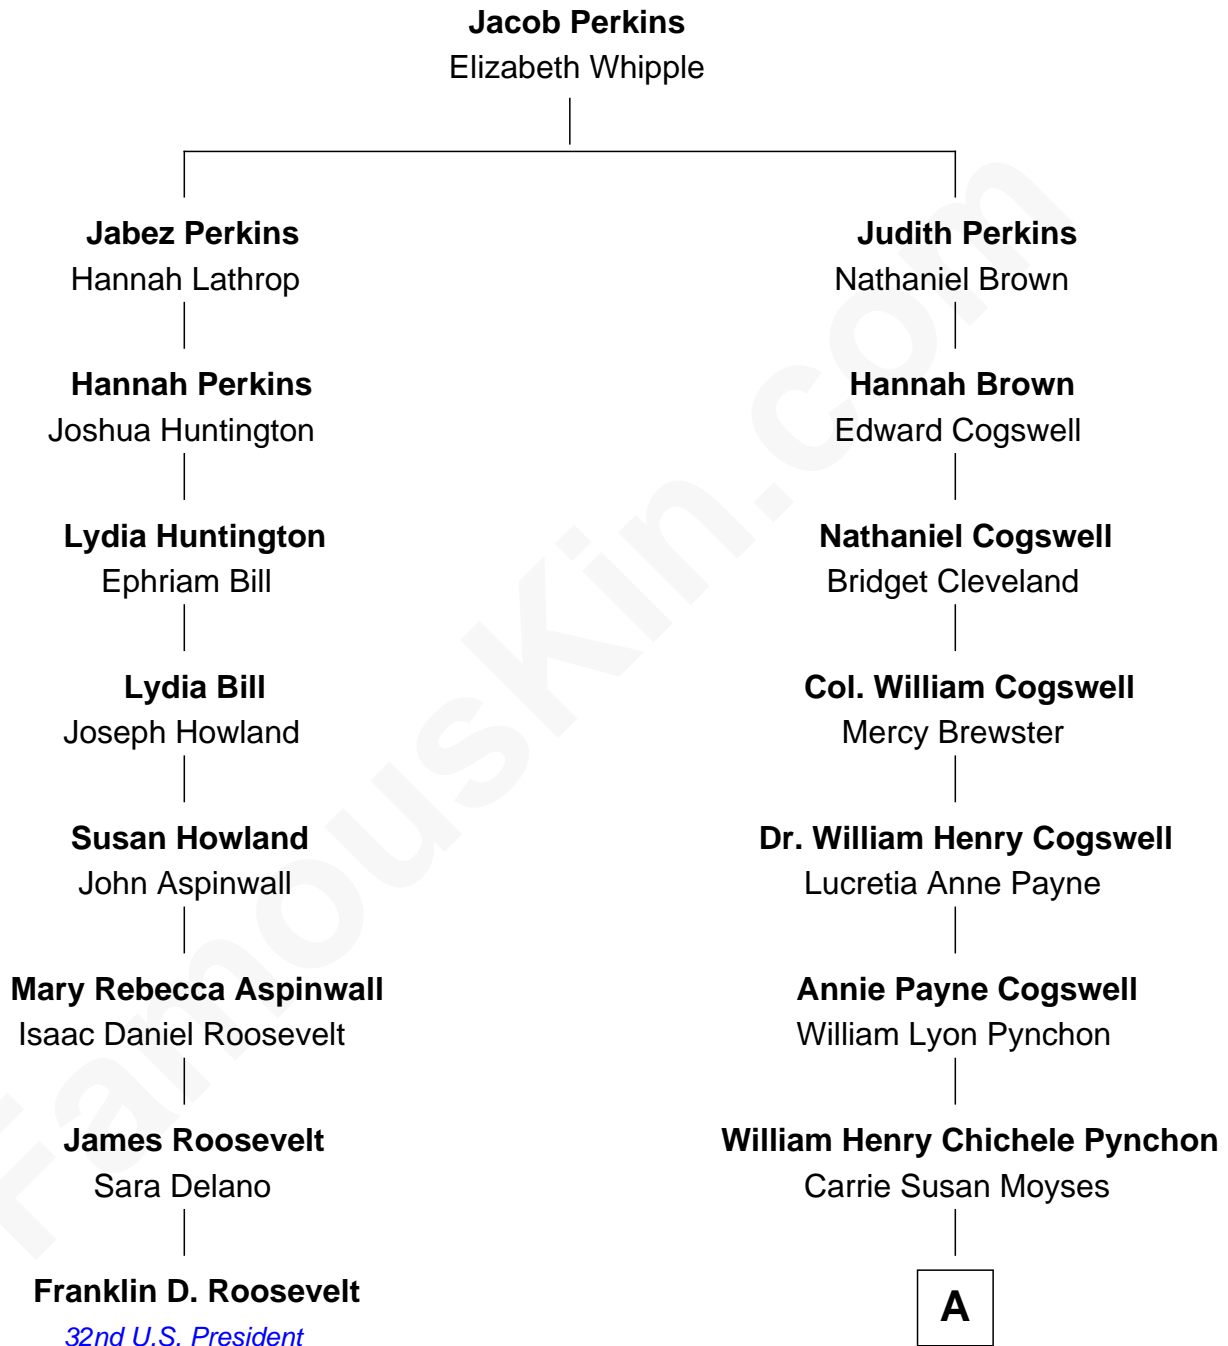 Jacob Perkins
Elizabeth Whipple
Jabez Perkins
Hannah Lathrop
Judith Perkins
Nathaniel Brown
Hannah Perkins
Joshua Huntington
Hannah Brown
Edward Cogswell
Lydia Huntington
Ephriam Bill
Nathaniel Cogswell
Bridget Cleveland
Lydia Bill
Joseph Howland
Col. William Cogswell
Mercy Brewster
Susan Howland
John Aspinwall
Dr. William Henry Cogswell
Lucretia Anne Payne
Mary Rebecca Aspinwall
Isaac Daniel Roosevelt
Annie Payne Cogswell
William Lyon Pynchon
James Roosevelt
Sara Delano
William Henry Chichele Pynchon
Carrie Susan Moyses
Franklin D. Roosevelt
32nd U.S. President
A
FamousKin.com